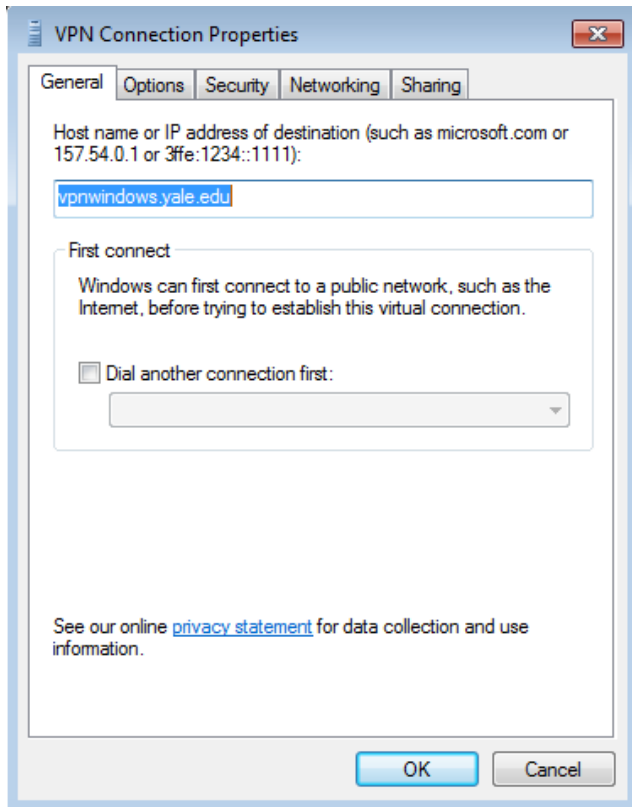 VPN Connection Properties
General Options Security Networking Sharing
Host name or IP address of destination (such as microsoft.com or
157.54.0.1 or 3ffe:1234::1111):
vpnwindows.yale.edu
First connect
Windows can first connect to a public network, such as the
Internet, before trying to establish this virtual connection.
Dial another connection first:
See our online privacy statement for data collection and use
information.
OK Cancel